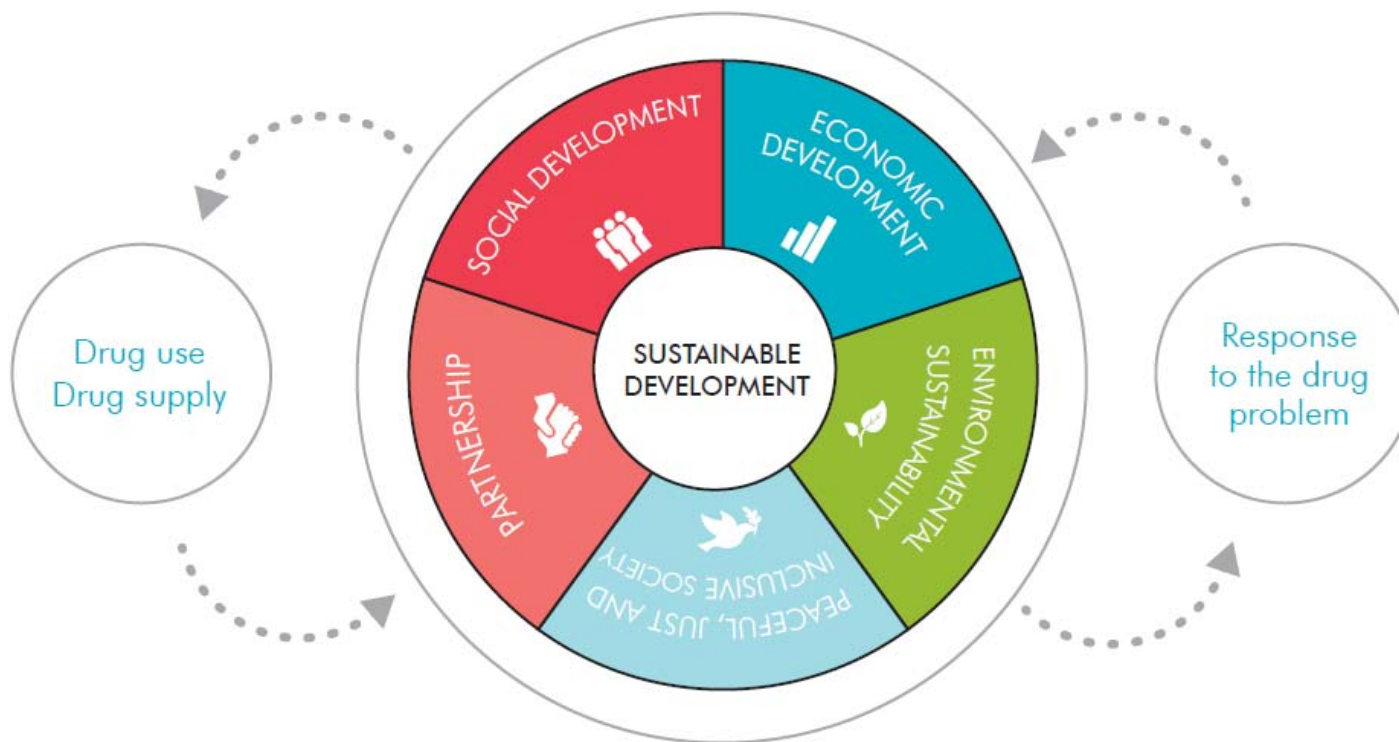 SOCIAL DEVELOPMENT
ECONOMIC
DEVELOPMENT
Drug use
Drug supply
PARTNERSHIP
SUSTAINABLE
DEVELOPMENT
ENVIRONMENTAL
SUSTAINABILITY
Response
to the drug
problem
PEACEFUL, JUST AND
INCLUSIVE SOCIETY